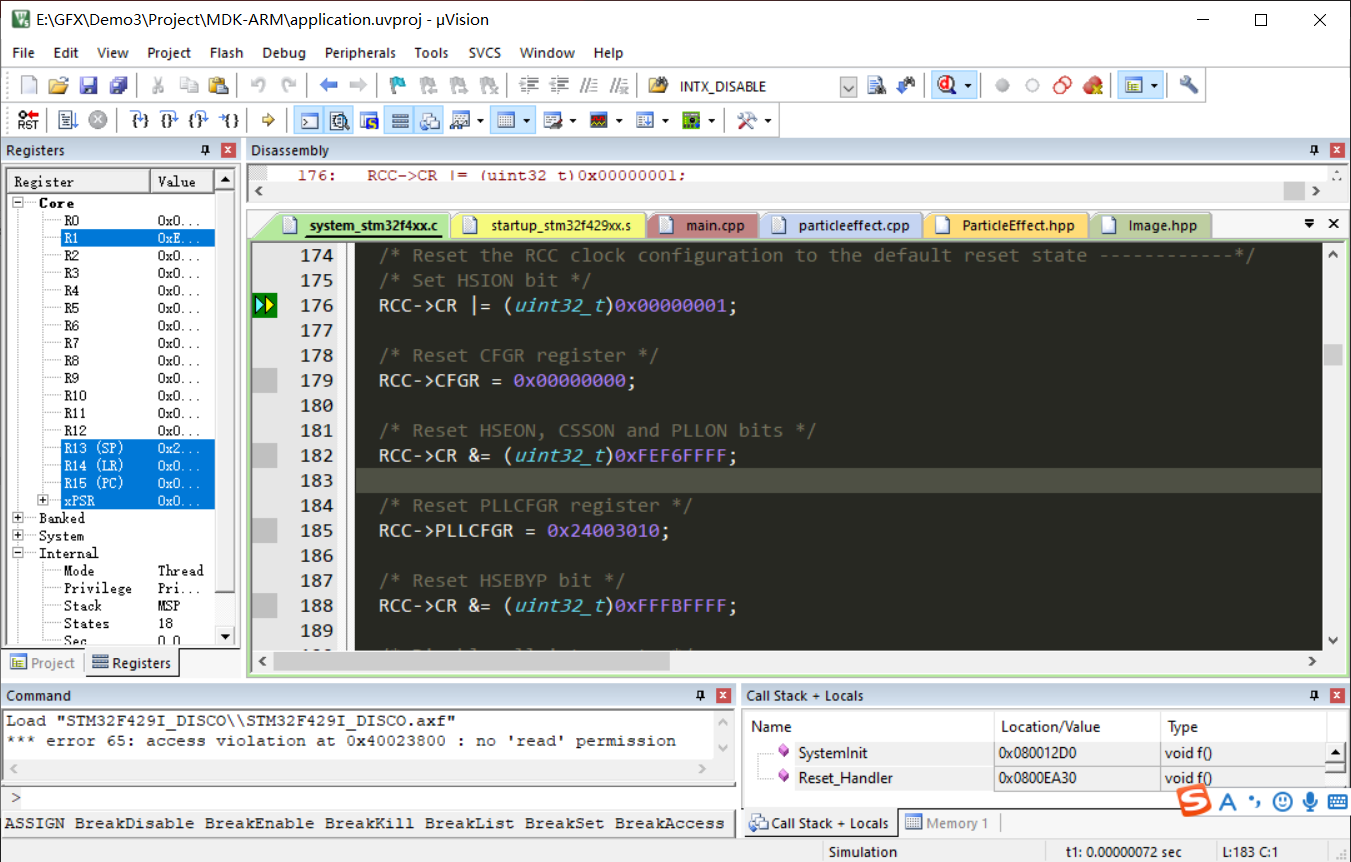 E:\GFX\Demo3\Project\MDK-ARM\application.uvproj - µVision
File Edit View Project Flash Debug Peripherals Tools SVCS Window Help
INTX_DISABLE
RST
Registers
Disassembly
Register Value
176: RCC->CR |= (uint32_t)0x00000001;
Core
R0 0x0...
R1 0xE...
R2 0x0...
R3 0x0...
R4 0x0...
R5 0x0...
R6 0x0...
R7 0x0...
R8 0x0...
R9 0x0...
R10 0x0...
R11 0x0...
R12 0x0...
R13 (SP) 0x2...
R14 (LR) 0x0...
R15 (PC) 0x0...
xPSR 0x0...
Banked
System
Internal
Mode Thread
Privilege Pri...
Stack MSP
States 18
Sec 0.0
Project Registers
system_stm32f4xx.c startup_stm32f429xx.s main.cpp particleeffect.cpp ParticleEffect.hpp Image.hpp
174 /* Reset the RCC clock configuration to the default reset state ------------*/
175 /* Set HSION bit */
176 RCC->CR |= (uint32_t)0x00000001;
177
178 /* Reset CFGR register */
179 RCC->CFGR = 0x00000000;
180
181 /* Reset HSEON, CSSON and PLLON bits */
182 RCC->CR &= (uint32_t)0xFEF6FFFF;
183
184 /* Reset PLLCFGR register */
185 RCC->PLLCFGR = 0x24003010;
186
187 /* Reset HSEBYP bit */
188 RCC->CR &= (uint32_t)0xFFFBFFFF;
189
Command
Load "STM32F429I_DISCO\\STM32F429I_DISCO.axf"
*** error 65: access violation at 0x40023800 : no 'read' permission
>
ASSIGN BreakDisable BreakEnable BreakKill BreakList BreakSet BreakAccess
Call Stack + Locals
Name Location/Value Type
SystemInit 0x080012D0 void f()
Reset_Handler 0x0800EA30 void f()
Call Stack + Locals Memory 1
Simulation t1: 0.00000072 sec L:183 C:1